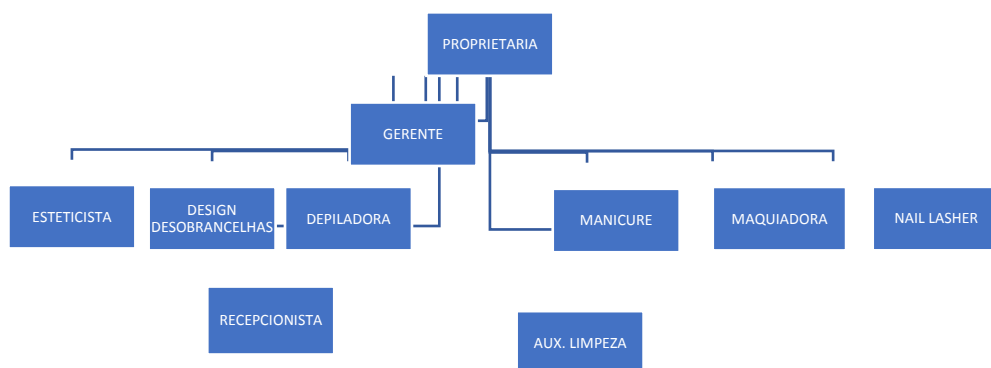 PROPRIETARIA
GERENTE
ESTETICISTA
DESIGN
DESOBRANCELHAS
DEPILADORA
MANICURE
MAQUIADORA
NAIL LASHER
RECEPCIONISTA
AUX. LIMPEZA